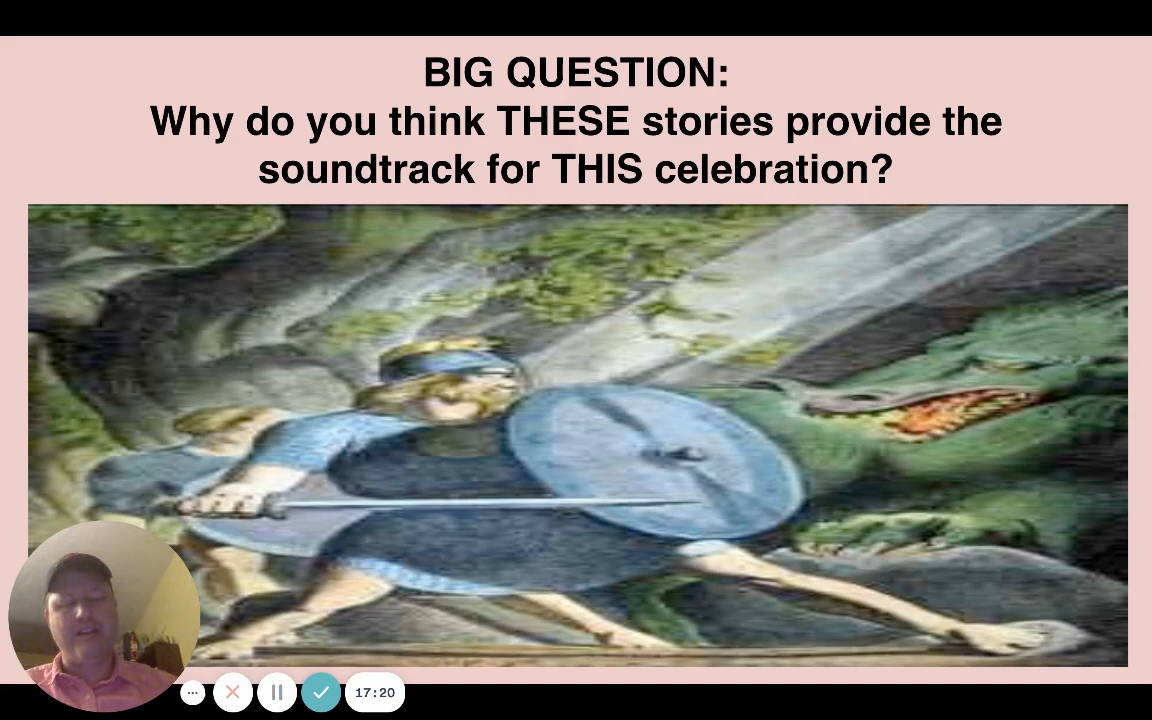 BIG QUESTION:
Why do you think THESE stories provide the
soundtrack for THIS celebration?
17:20